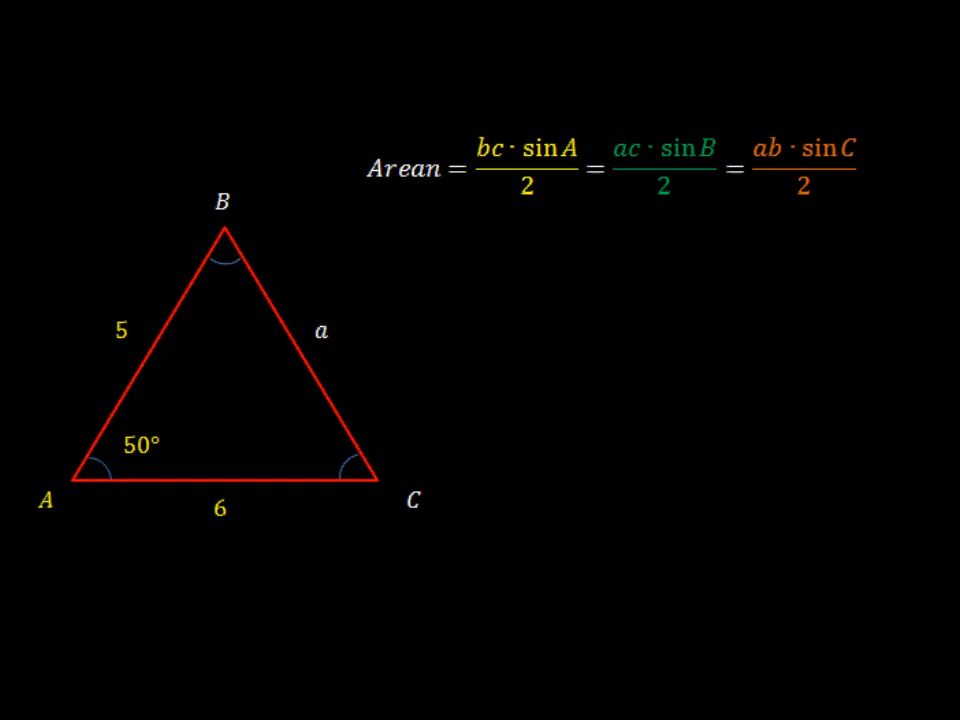 Arean = bc · sin A / 2 = ac · sin B / 2 = ab · sin C / 2
B
5
a
50°
A
C
6